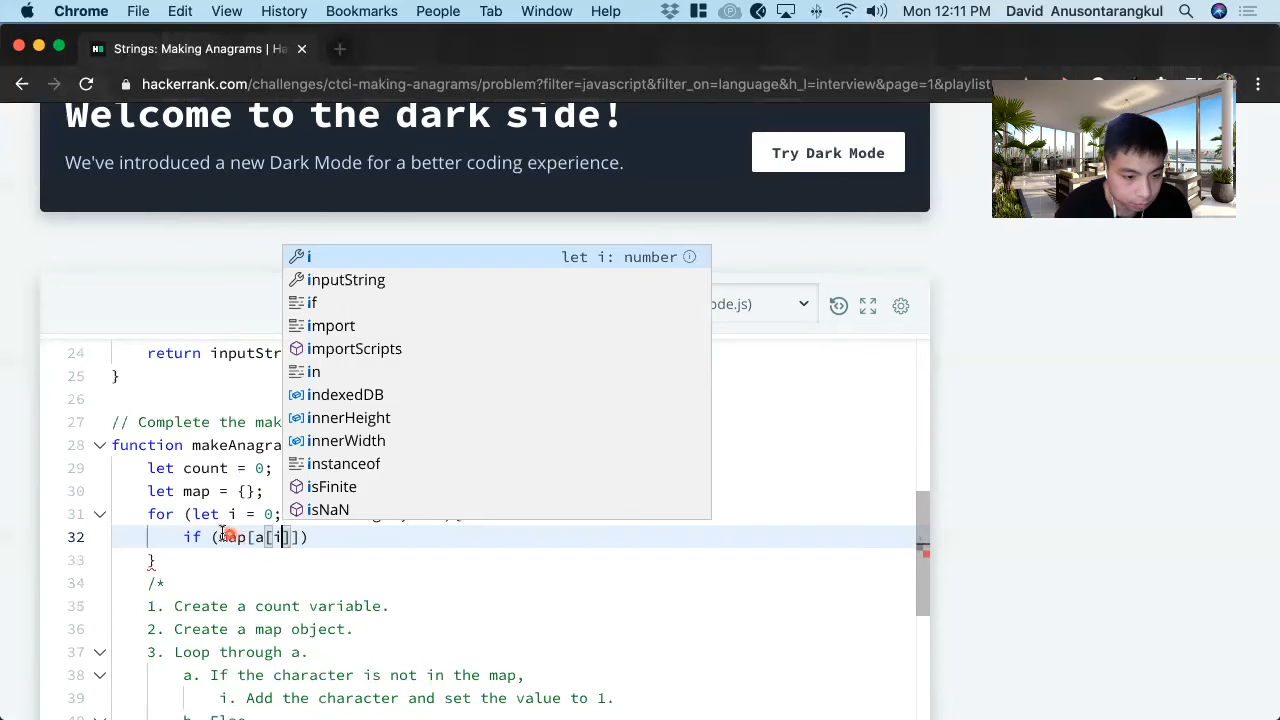 Chrome File Edit View History Bookmarks People Tab Window Help Mon 12:11 PM David Anusontarangkul
Strings: Making Anagrams | Ha
hackerrank.com/challenges/ctci-making-anagrams/problem?filter=javascript&filter_on=language&h_l=interview&page=1&playlist
Welcome to the dark side!
We've introduced a new Dark Mode for a better coding experience.
Try Dark Mode
i let i: number
inputString
if
ode.js)
import
importScripts
in
indexedDB
innerHeight
innerWidth
instanceof
isFinite
isNaN
24 return inputStr
25 }
26
27 // Complete the mak
28 function makeAnagra
29 let count = 0;
30 let map = {};
31 for (let i = 0;
32 if (map[a[i]])
33 }
34 /*
35 1. Create a count variable.
36 2. Create a map object.
37 3. Loop through a.
38 a. If the character is not in the map,
39 i. Add the character and set the value to 1.
b. Else